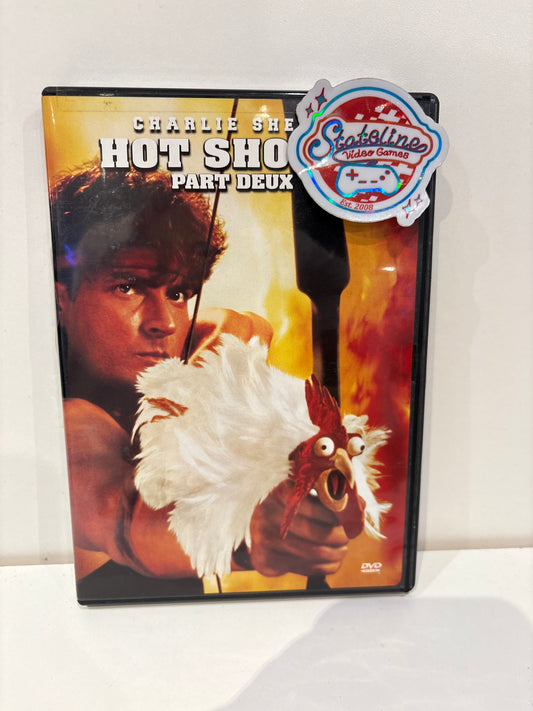 CHARLIE SHE
HOT SHO
PART DEUX
Stateline
Video Games
Est. 2008
DVD